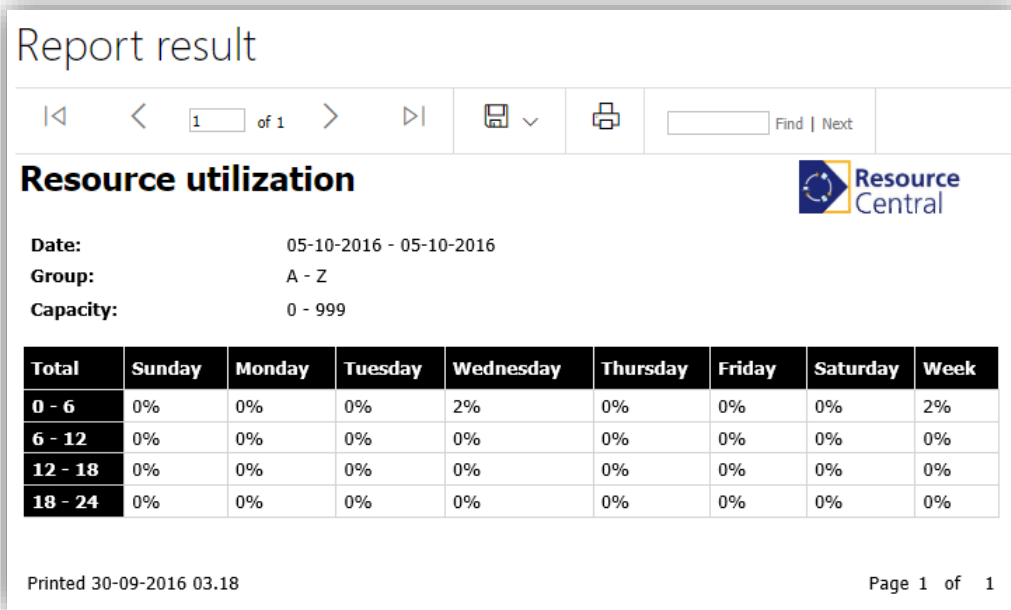 Report result
1 of 1 Find | Next
Resource utilization
Resource
Central
Date: 05-10-2016 - 05-10-2016
Group: A - Z
Capacity: 0 - 999
Total Sunday Monday Tuesday Wednesday Thursday Friday Saturday Week
0 - 6 0% 0% 0% 2% 0% 0% 0% 2%
6 - 12 0% 0% 0% 0% 0% 0% 0% 0%
12 - 18 0% 0% 0% 0% 0% 0% 0% 0%
18 - 24 0% 0% 0% 0% 0% 0% 0% 0%
Printed 30-09-2016 03.18 Page 1 of 1